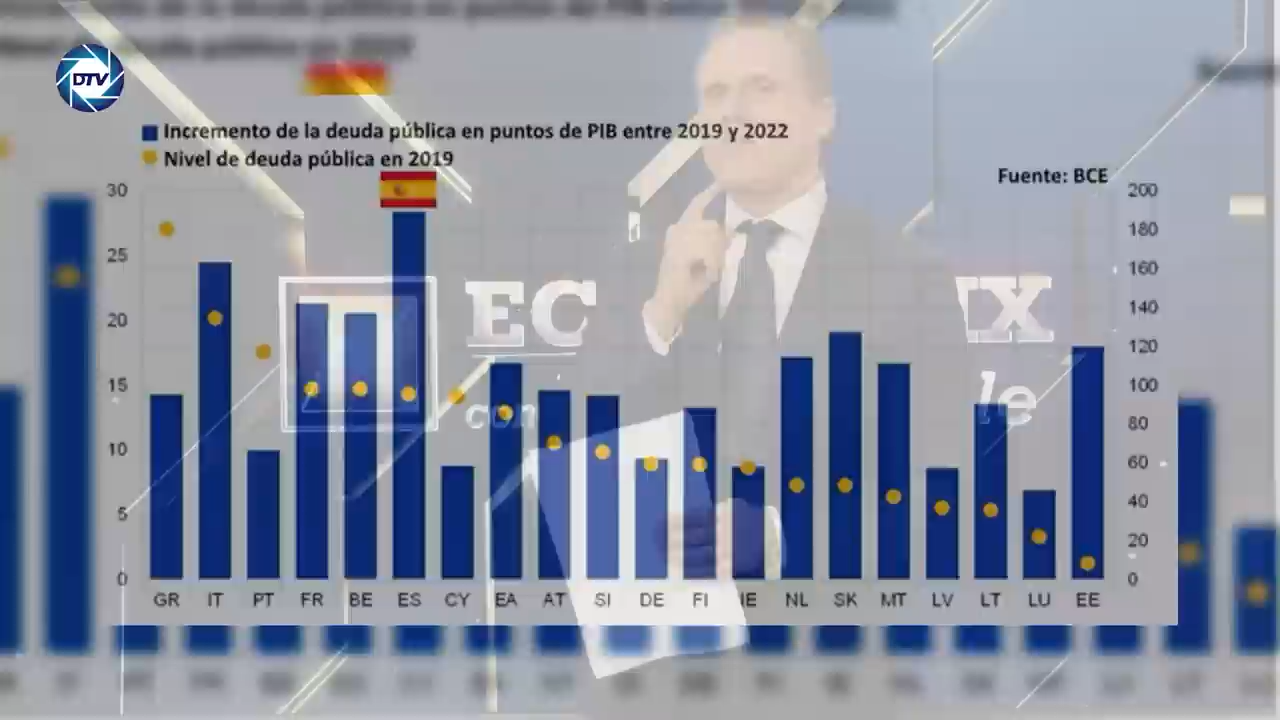 DTV
Incremento de la deuda pública en puntos de PIB entre 2019 y 2022
Nivel de deuda pública en 2019
Fuente: BCE
30
25
20
15
10
5
0
200
180
160
140
120
100
80
60
40
20
0
EC
IX
con
le
GR IT PT FR BE ES CY EA AT SI DE FI IE NL SK MT LV LT LU EE